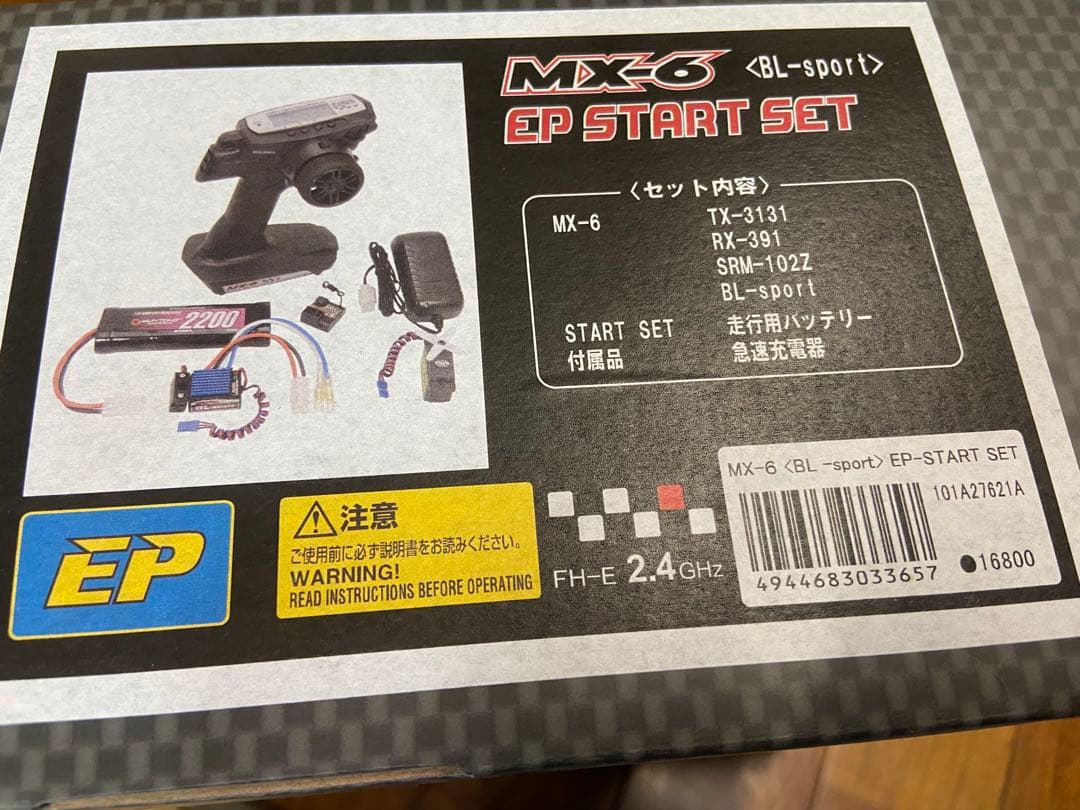 MX-6 <BL-sport>
EP START SET
〈セット内容〉
MX-6 TX-3131
RX-391
SRM-102Z
BL-sport
START SET 走行用バッテリー
付属品 急速充電器
2200
MX-6
EP
注意
ご使用前に必ず説明書をお読みください。
WARNING!
READ INSTRUCTIONS BEFORE OPERATING
FH-E 2.4GHz
MX-6 <BL-sport> EP-START SET
101A27621A
4944683033657 ●16800